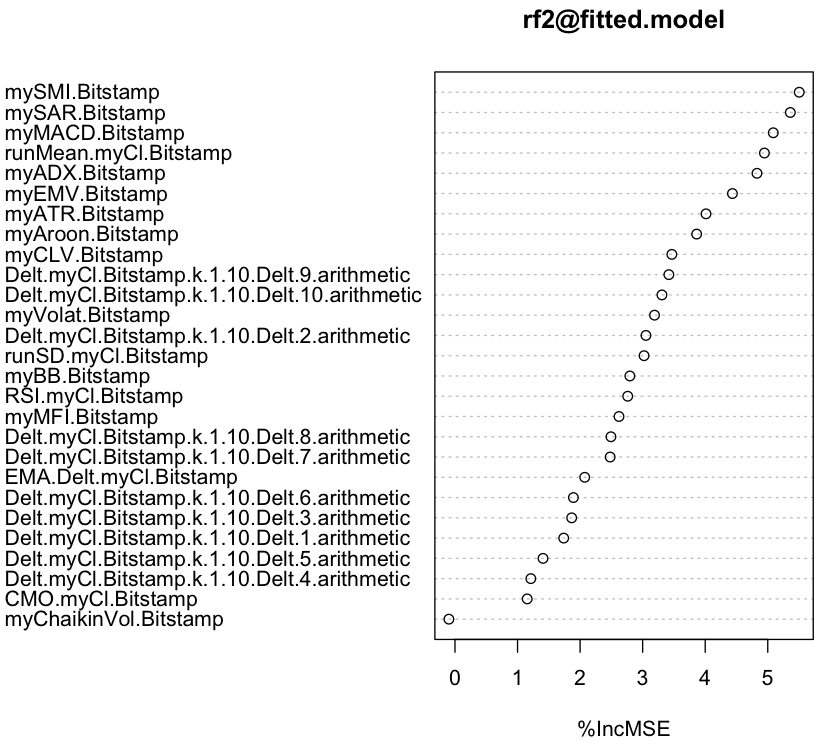 rf2@fitted.model
mySMI.Bitstamp
mySAR.Bitstamp
myMACD.Bitstamp
runMean.myCl.Bitstamp
myADX.Bitstamp
myEMV.Bitstamp
myATR.Bitstamp
myAroon.Bitstamp
myCLV.Bitstamp
Delt.myCl.Bitstamp.k.1.10.Delt.9.arithmetic
Delt.myCl.Bitstamp.k.1.10.Delt.10.arithmetic
myVolat.Bitstamp
Delt.myCl.Bitstamp.k.1.10.Delt.2.arithmetic
runSD.myCl.Bitstamp
myBB.Bitstamp
RSI.myCl.Bitstamp
myMFI.Bitstamp
Delt.myCl.Bitstamp.k.1.10.Delt.8.arithmetic
Delt.myCl.Bitstamp.k.1.10.Delt.7.arithmetic
EMA.Delt.myCl.Bitstamp
Delt.myCl.Bitstamp.k.1.10.Delt.6.arithmetic
Delt.myCl.Bitstamp.k.1.10.Delt.3.arithmetic
Delt.myCl.Bitstamp.k.1.10.Delt.1.arithmetic
Delt.myCl.Bitstamp.k.1.10.Delt.5.arithmetic
Delt.myCl.Bitstamp.k.1.10.Delt.4.arithmetic
CMO.myCl.Bitstamp
myChaikinVol.Bitstamp
0 1 2 3 4 5
%IncMSE